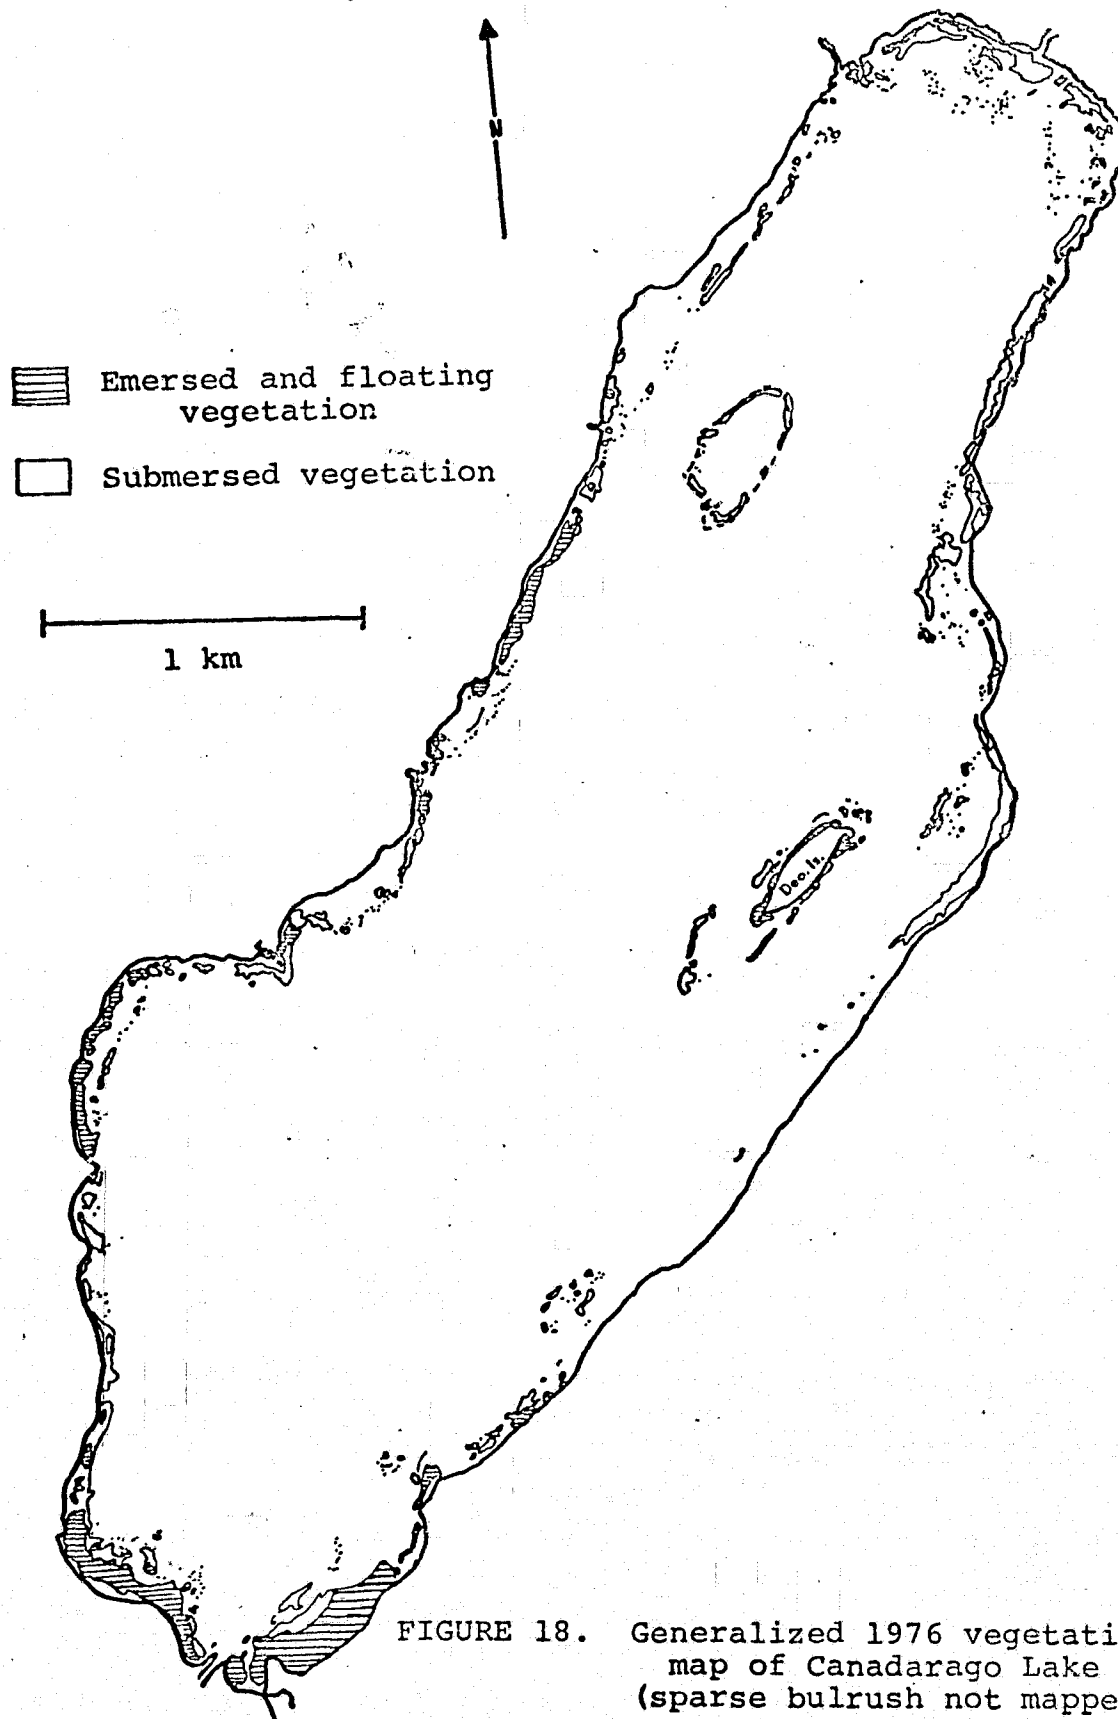 N
Emersed and floating
vegetation
Submersed vegetation
1 km
Deo. Is.
FIGURE 18. Generalized 1976 vegetati
map of Canadarago Lake
(sparse bulrush not mappe